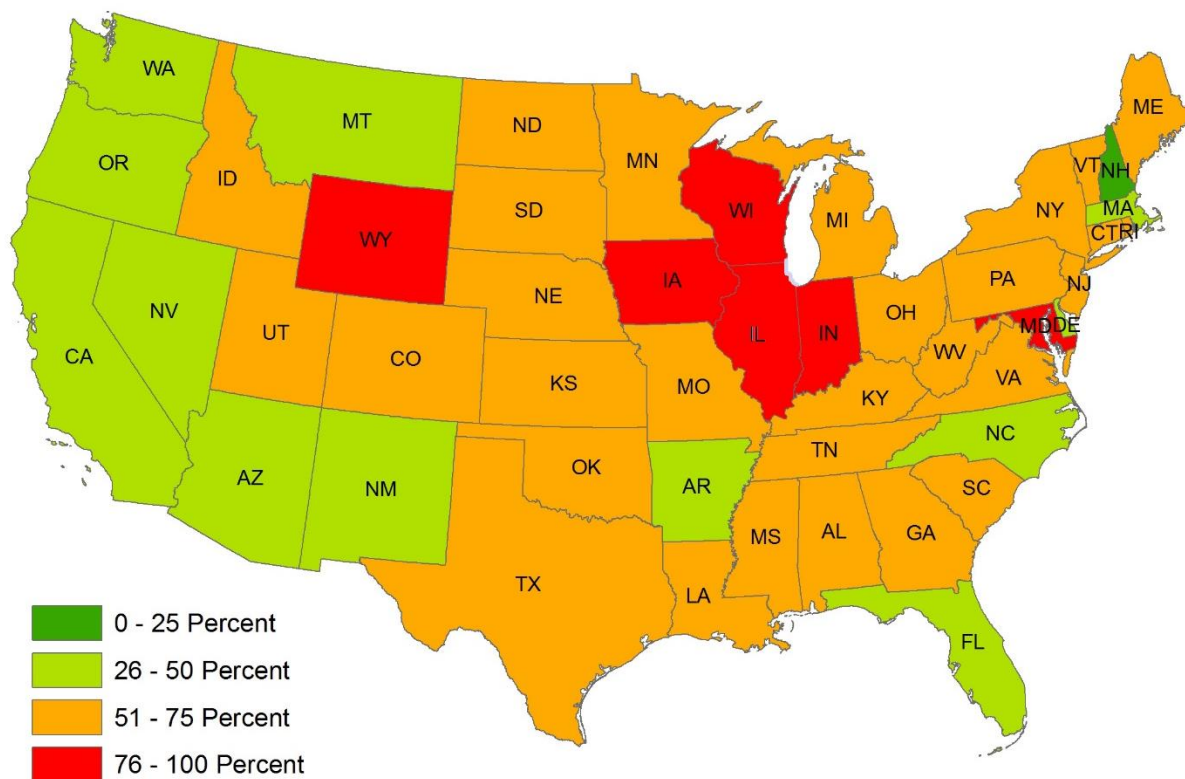 WA
MT
ND
MN
ME
OR
ID
SD
WI
MI
VT
NH
NY
MA
CT
RI
WY
IA
NE
PA
NJ
NV
UT
CO
IL
IN
OH
MD
DE
CA
KS
MO
WV
VA
KY
AZ
NM
OK
AR
TN
NC
SC
MS
AL
GA
TX
LA
FL
0 - 25 Percent
26 - 50 Percent
51 - 75 Percent
76 - 100 Percent